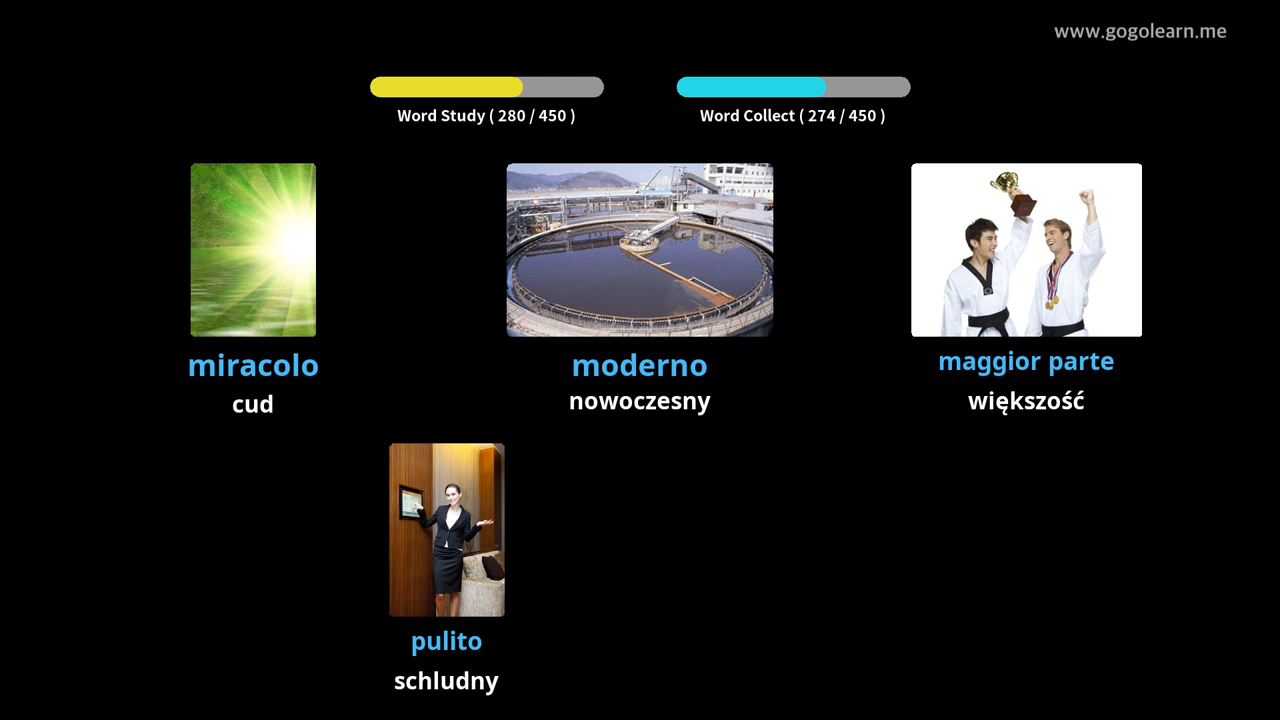 www.gogolearn.me
Word Study ( 280 / 450 )
Word Collect ( 274 / 450 )
miracolo
cud
moderno
nowoczesny
maggior parte
większość
pulito
schludny